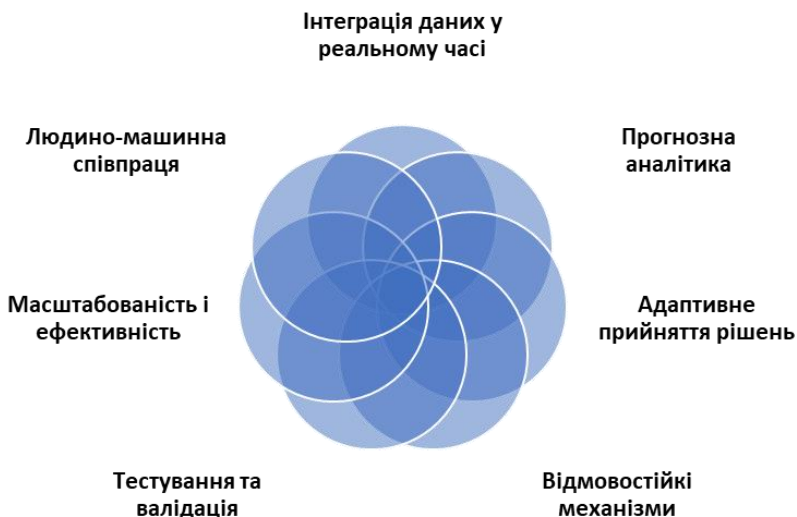 Інтеграція даних у
реальному часі
Людино-машинна
співпраця
Прогнозна
аналітика
Масштабованість і
ефективність
Адаптивне
прийняття рішень
Тестування та
валідація
Відмовостійкі
механізми